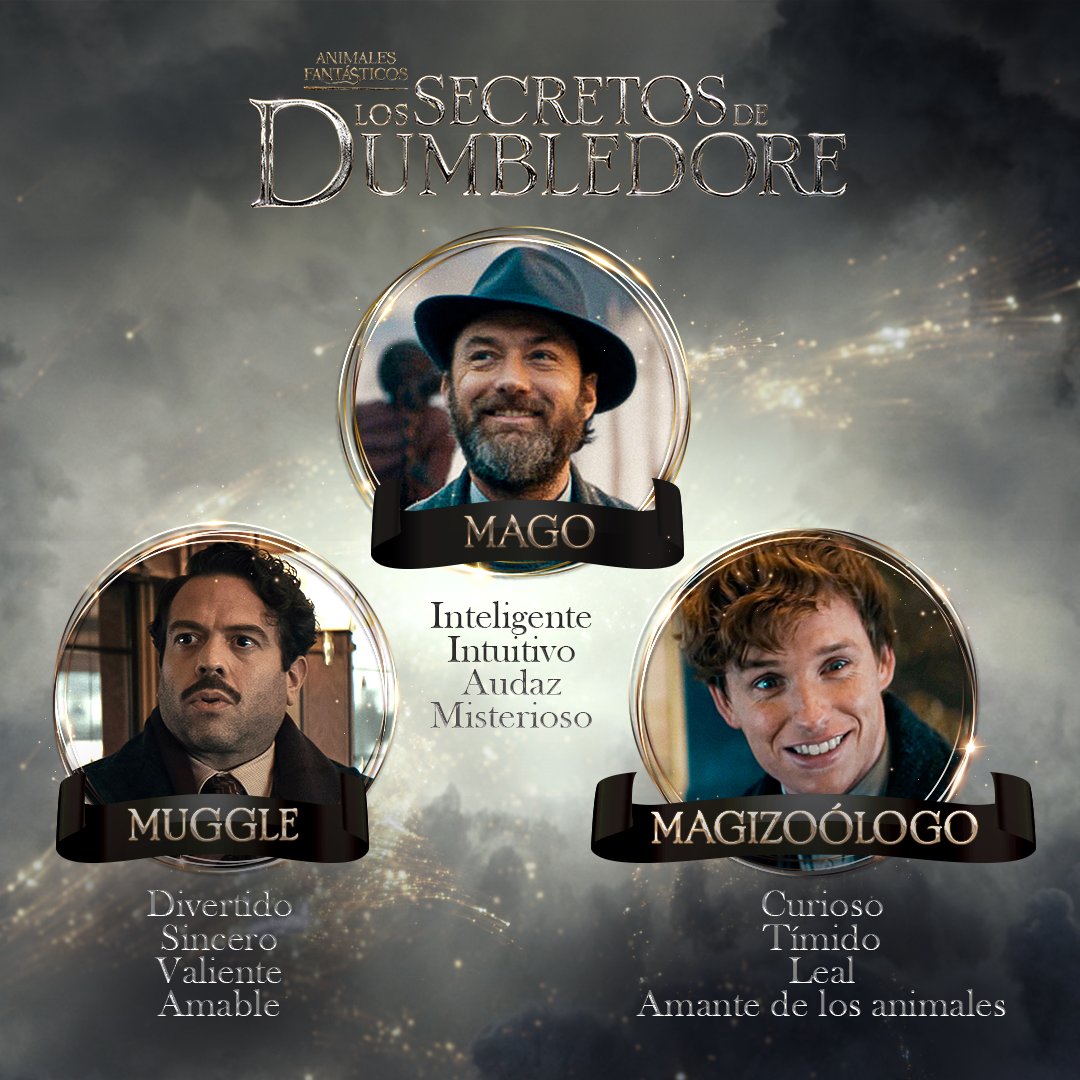 ANIMALES
FANTÁSTICOS
LOS SECRETOS DE
DUMBLEDORE
MAGO
Inteligente
Intuitivo
Audaz
Misterioso
MUGGLE
Divertido
Sincero
Valiente
Amable
MAGIZOÓLOGO
Curioso
Tímido
Leal
Amante de los animales